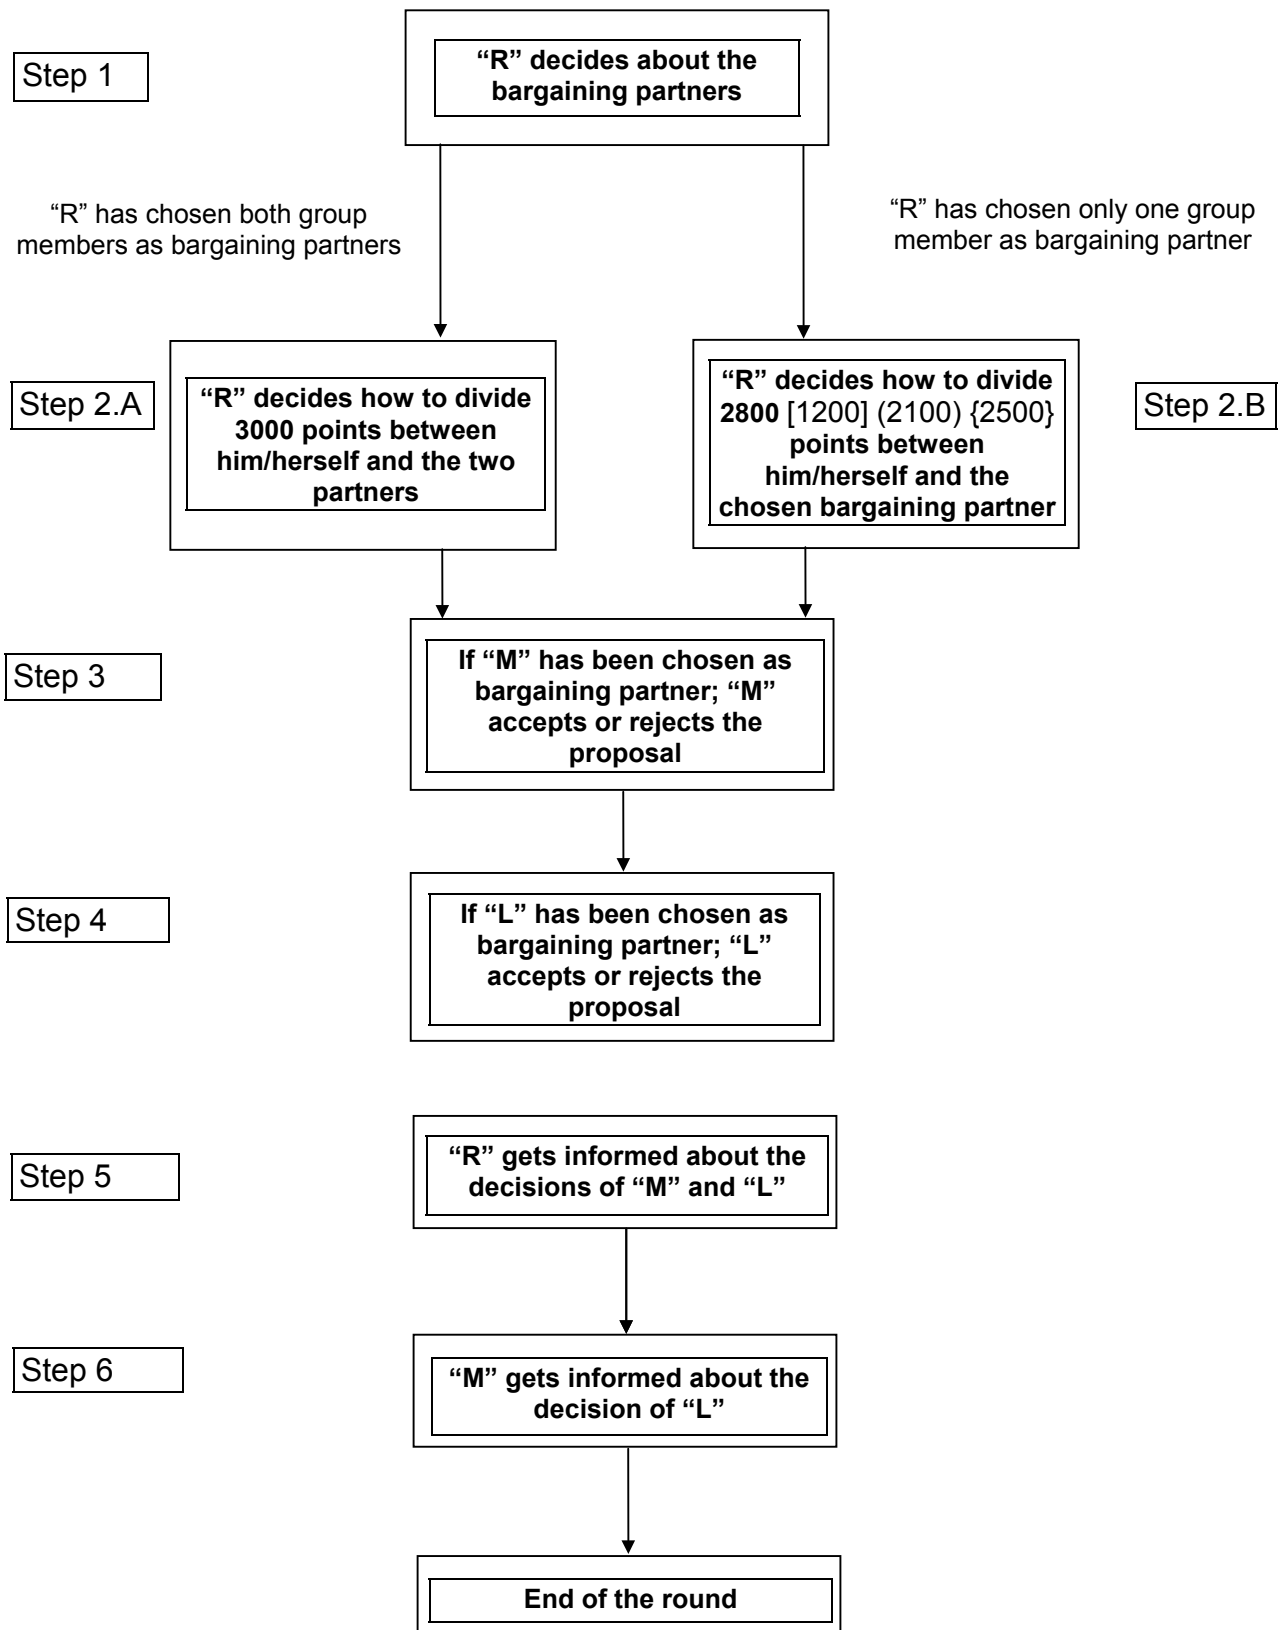 Step 1
“R” decides about the
bargaining partners
“R” has chosen both group
members as bargaining partners
“R” has chosen only one group
member as bargaining partner
Step 2.A
“R” decides how to divide
3000 points between
him/herself and the two
partners
“R” decides how to divide
2800 [1200] (2100) {2500}
points between
him/herself and the
chosen bargaining partner
Step 2.B
Step 3
If “M” has been chosen as
bargaining partner; “M”
accepts or rejects the
proposal
Step 4
If “L” has been chosen as
bargaining partner; “L”
accepts or rejects the
proposal
Step 5
“R” gets informed about the
decisions of “M” and “L”
Step 6
“M” gets informed about the
decision of “L”
End of the round